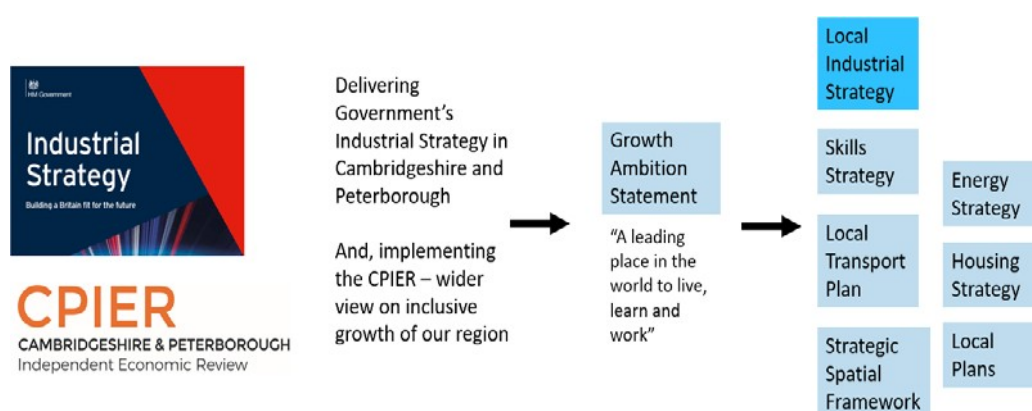 HM Government
Industrial
Strategy
Building a Britain fit for the future
CPIER
CAMBRIDGESHIRE & PETERBOROUGH
Independent Economic Review
Delivering
Government's
Industrial Strategy in
Cambridgeshire and
Peterborough
And, implementing
the CPIER – wider
view on inclusive
growth of our region
Growth
Ambition
Statement
“A leading
place in the
world to live,
learn and
work”
Local
Industrial
Strategy
Skills
Strategy
Local
Transport
Plan
Strategic
Spatial
Framework
Energy
Strategy
Housing
Strategy
Local
Plans